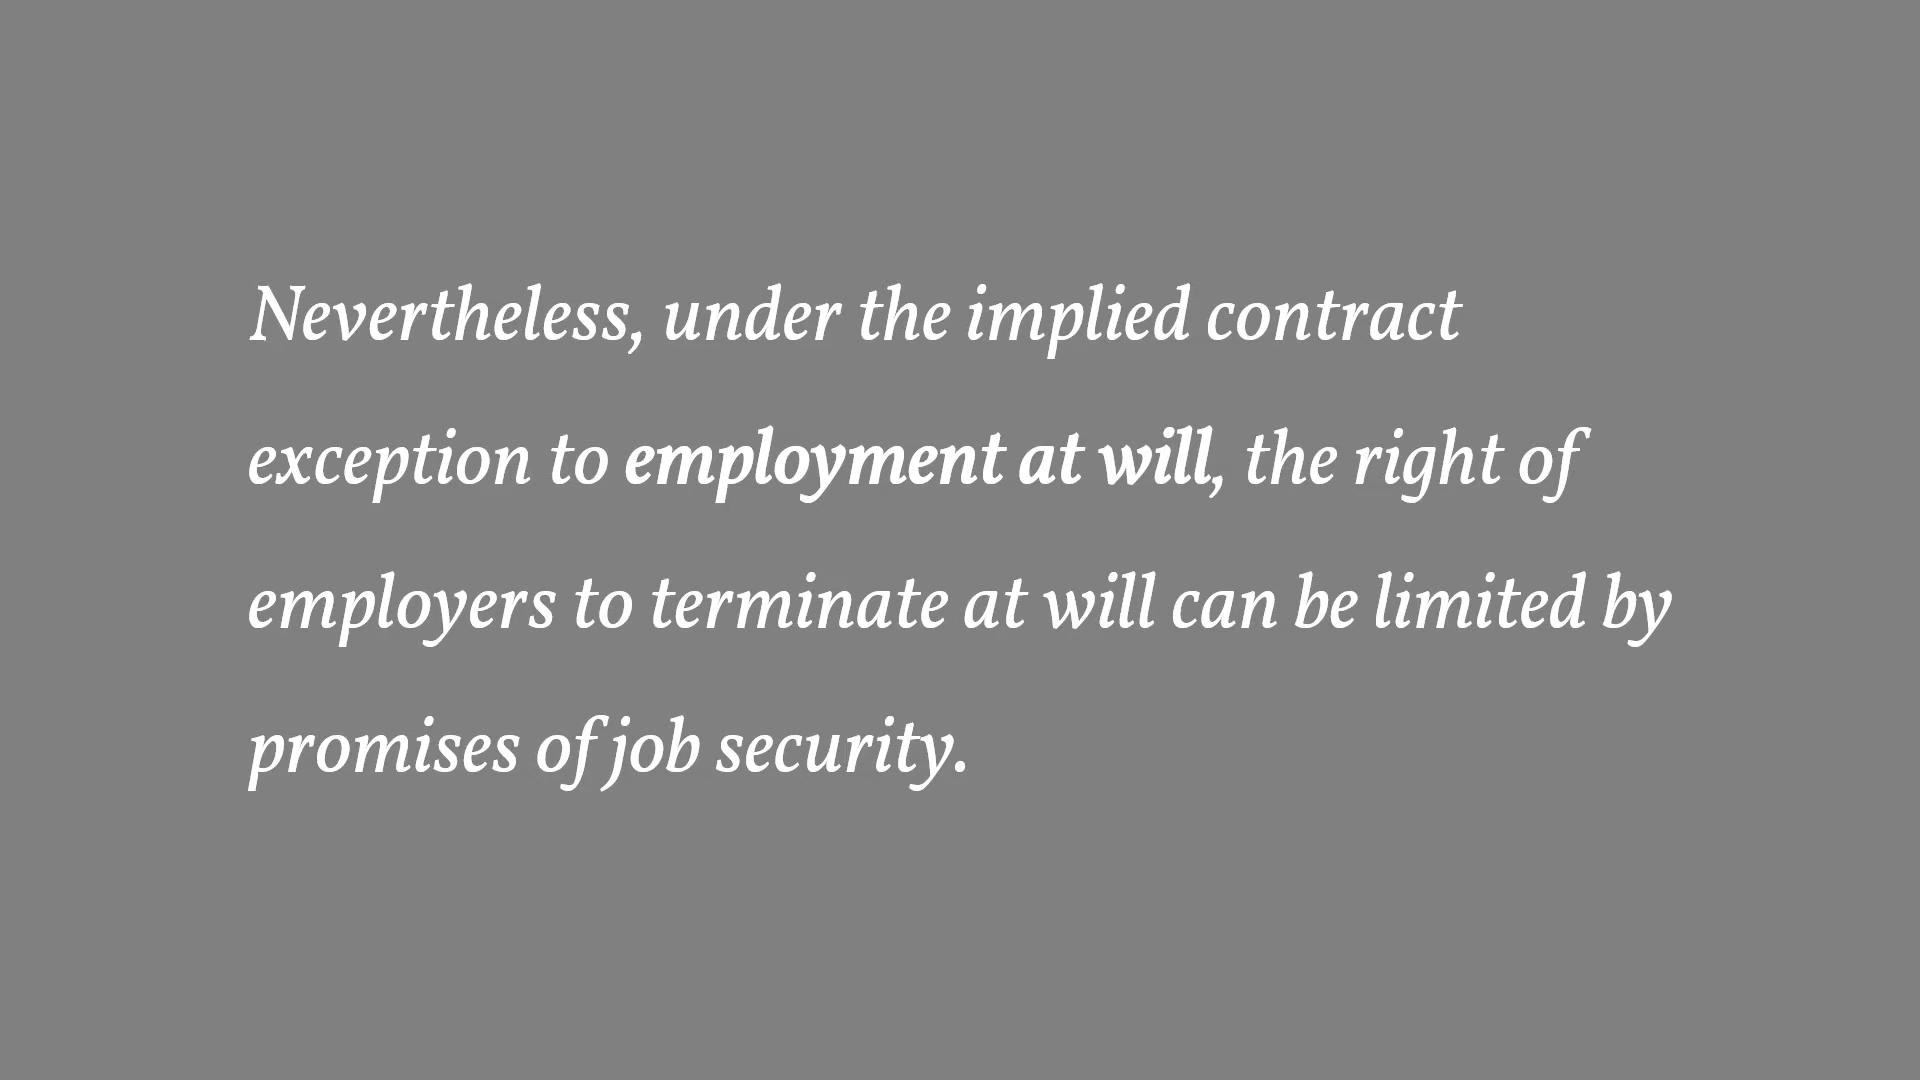 Nevertheless, under the implied contract
exception to employment at will, the right of
employers to terminate at will can be limited by
promises of job security.